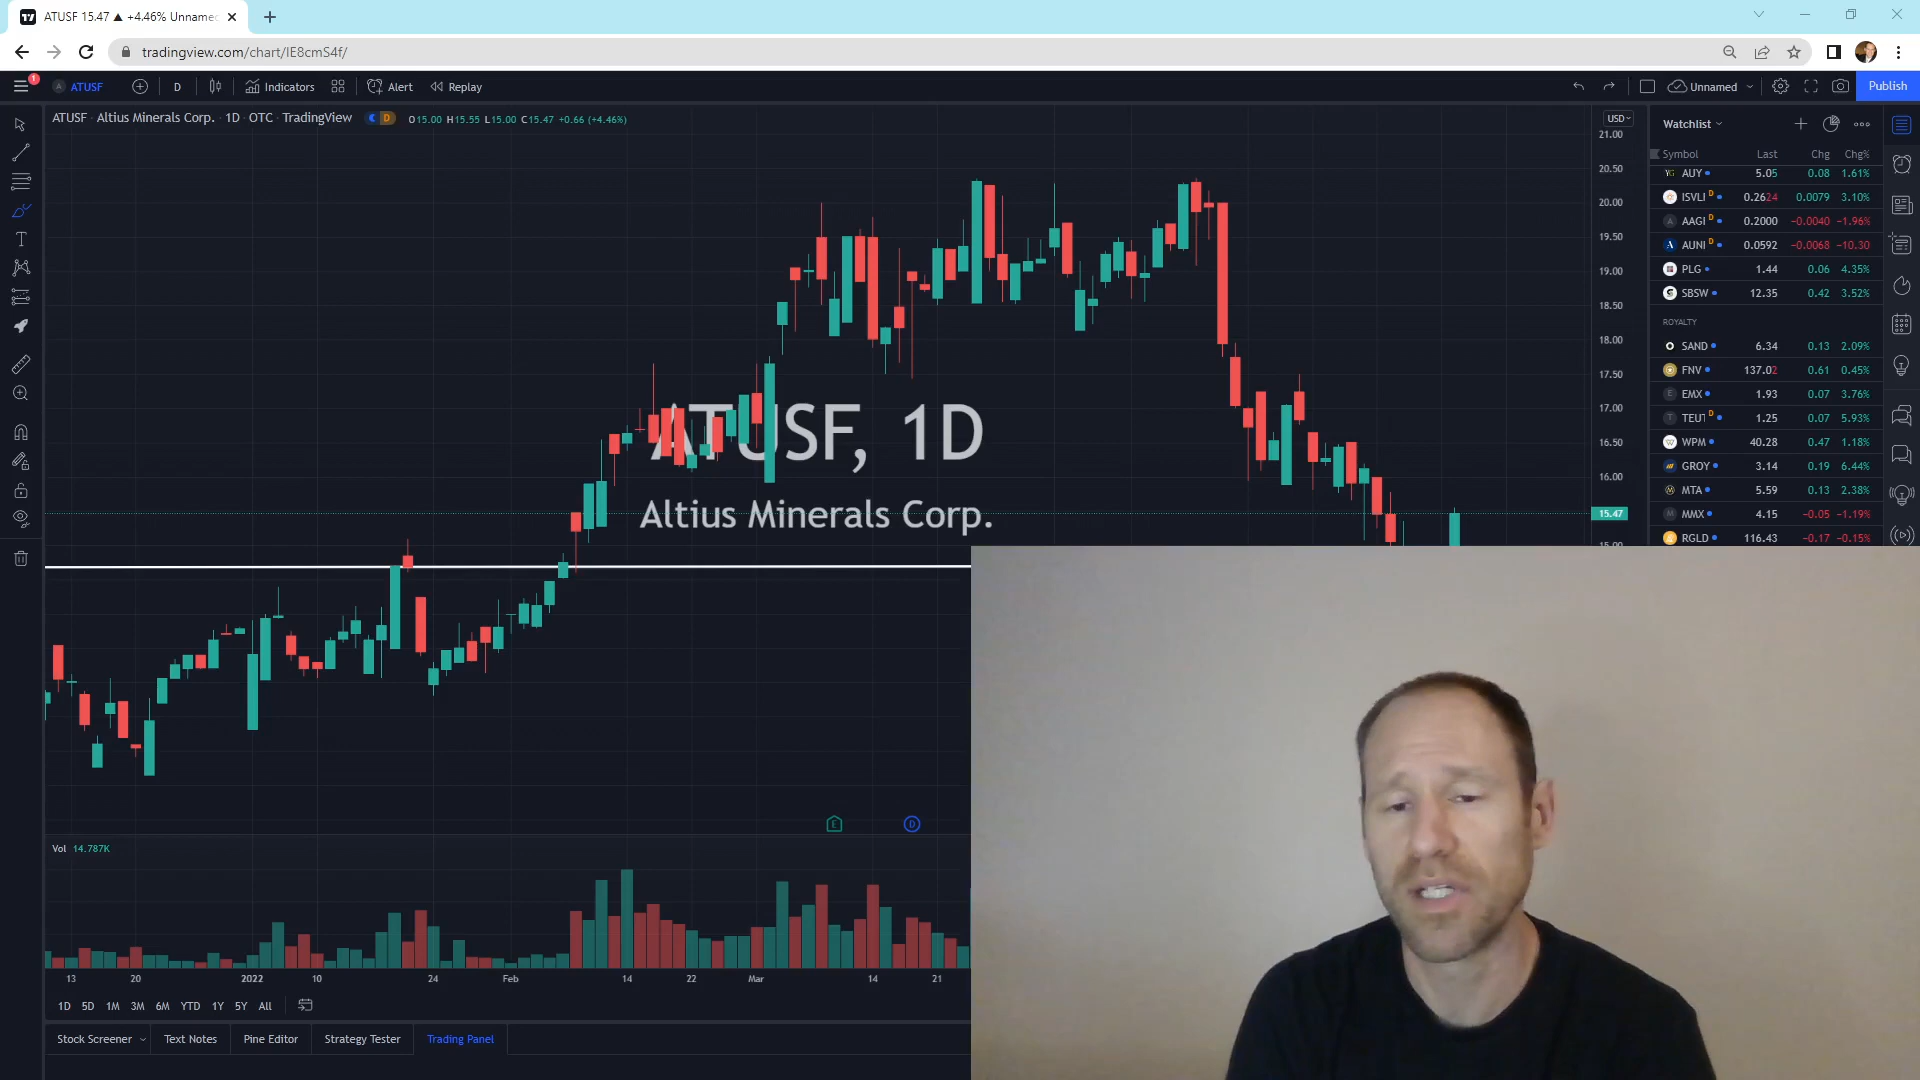 ATUSF 15.47 ▲ +4.46% Unnamed
tradingview.com/chart/IE8cmS4f/
1
ATUSF
D
Indicators
Alert
Replay
Unnamed
Publish
ATUSF · Altius Minerals Corp. · 1D · OTC · TradingView
D
O15.00 H15.55 L15.00 C15.47 +0.66 (+4.46%)
USD
21.00
20.50
20.00
19.50
19.00
18.50
18.00
17.50
17.00
16.50
16.00
15.47
15.00
ATUSF, 1D
Altius Minerals Corp.
E
D
Vol 14.787K
13 20 2022 10 24 Feb 14 22 Mar 14 21
1D 5D 1M 3M 6M YTD 1Y 5Y All
Stock Screener Text Notes Pine Editor Strategy Tester Trading Panel
Watchlist
Symbol Last Chg Chg%
AUY 5.05 0.08 1.61%
ISVLI D 0.2624 0.0079 3.10%
AAGI D 0.2000 −0.0040 −1.96%
AUNI D 0.0592 −0.0068 −10.30
PLG 1.44 0.06 4.35%
SBSW 12.35 0.42 3.52%
ROYALTY
SAND 6.34 0.13 2.09%
FNV 137.02 0.61 0.45%
EMX 1.93 0.07 3.76%
TEUT D 1.25 0.07 5.93%
WPM 40.28 0.47 1.18%
GROY 3.14 0.19 6.44%
MTA 5.59 0.13 2.38%
MMX 4.15 −0.05 −1.19%
RGLD 116.43 −0.17 −0.15%